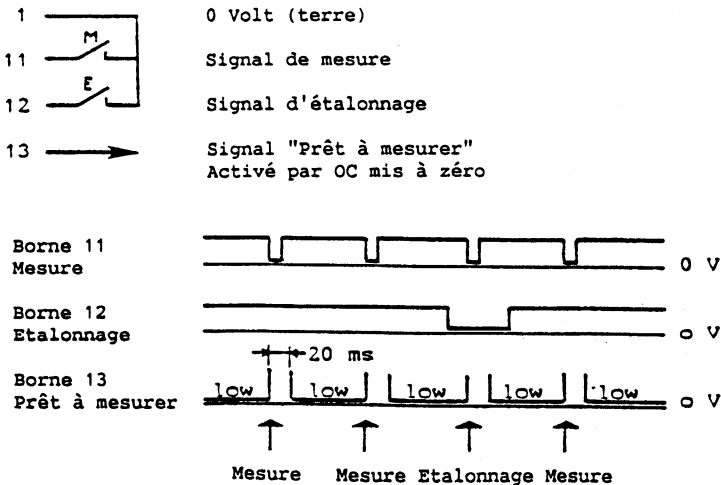 1 0 Volt (terre)
M
11 Signal de mesure
E
12 Signal d'étalonnage
13 Signal "Prêt à mesurer"
Activé par OC mis à zéro
Borne 11
Mesure
0 V
Borne 12
Etalonnage
0 V
20 ms
Borne 13
Prêt à mesurer
low low low low low
0 V
Mesure Mesure Etalonnage Mesure